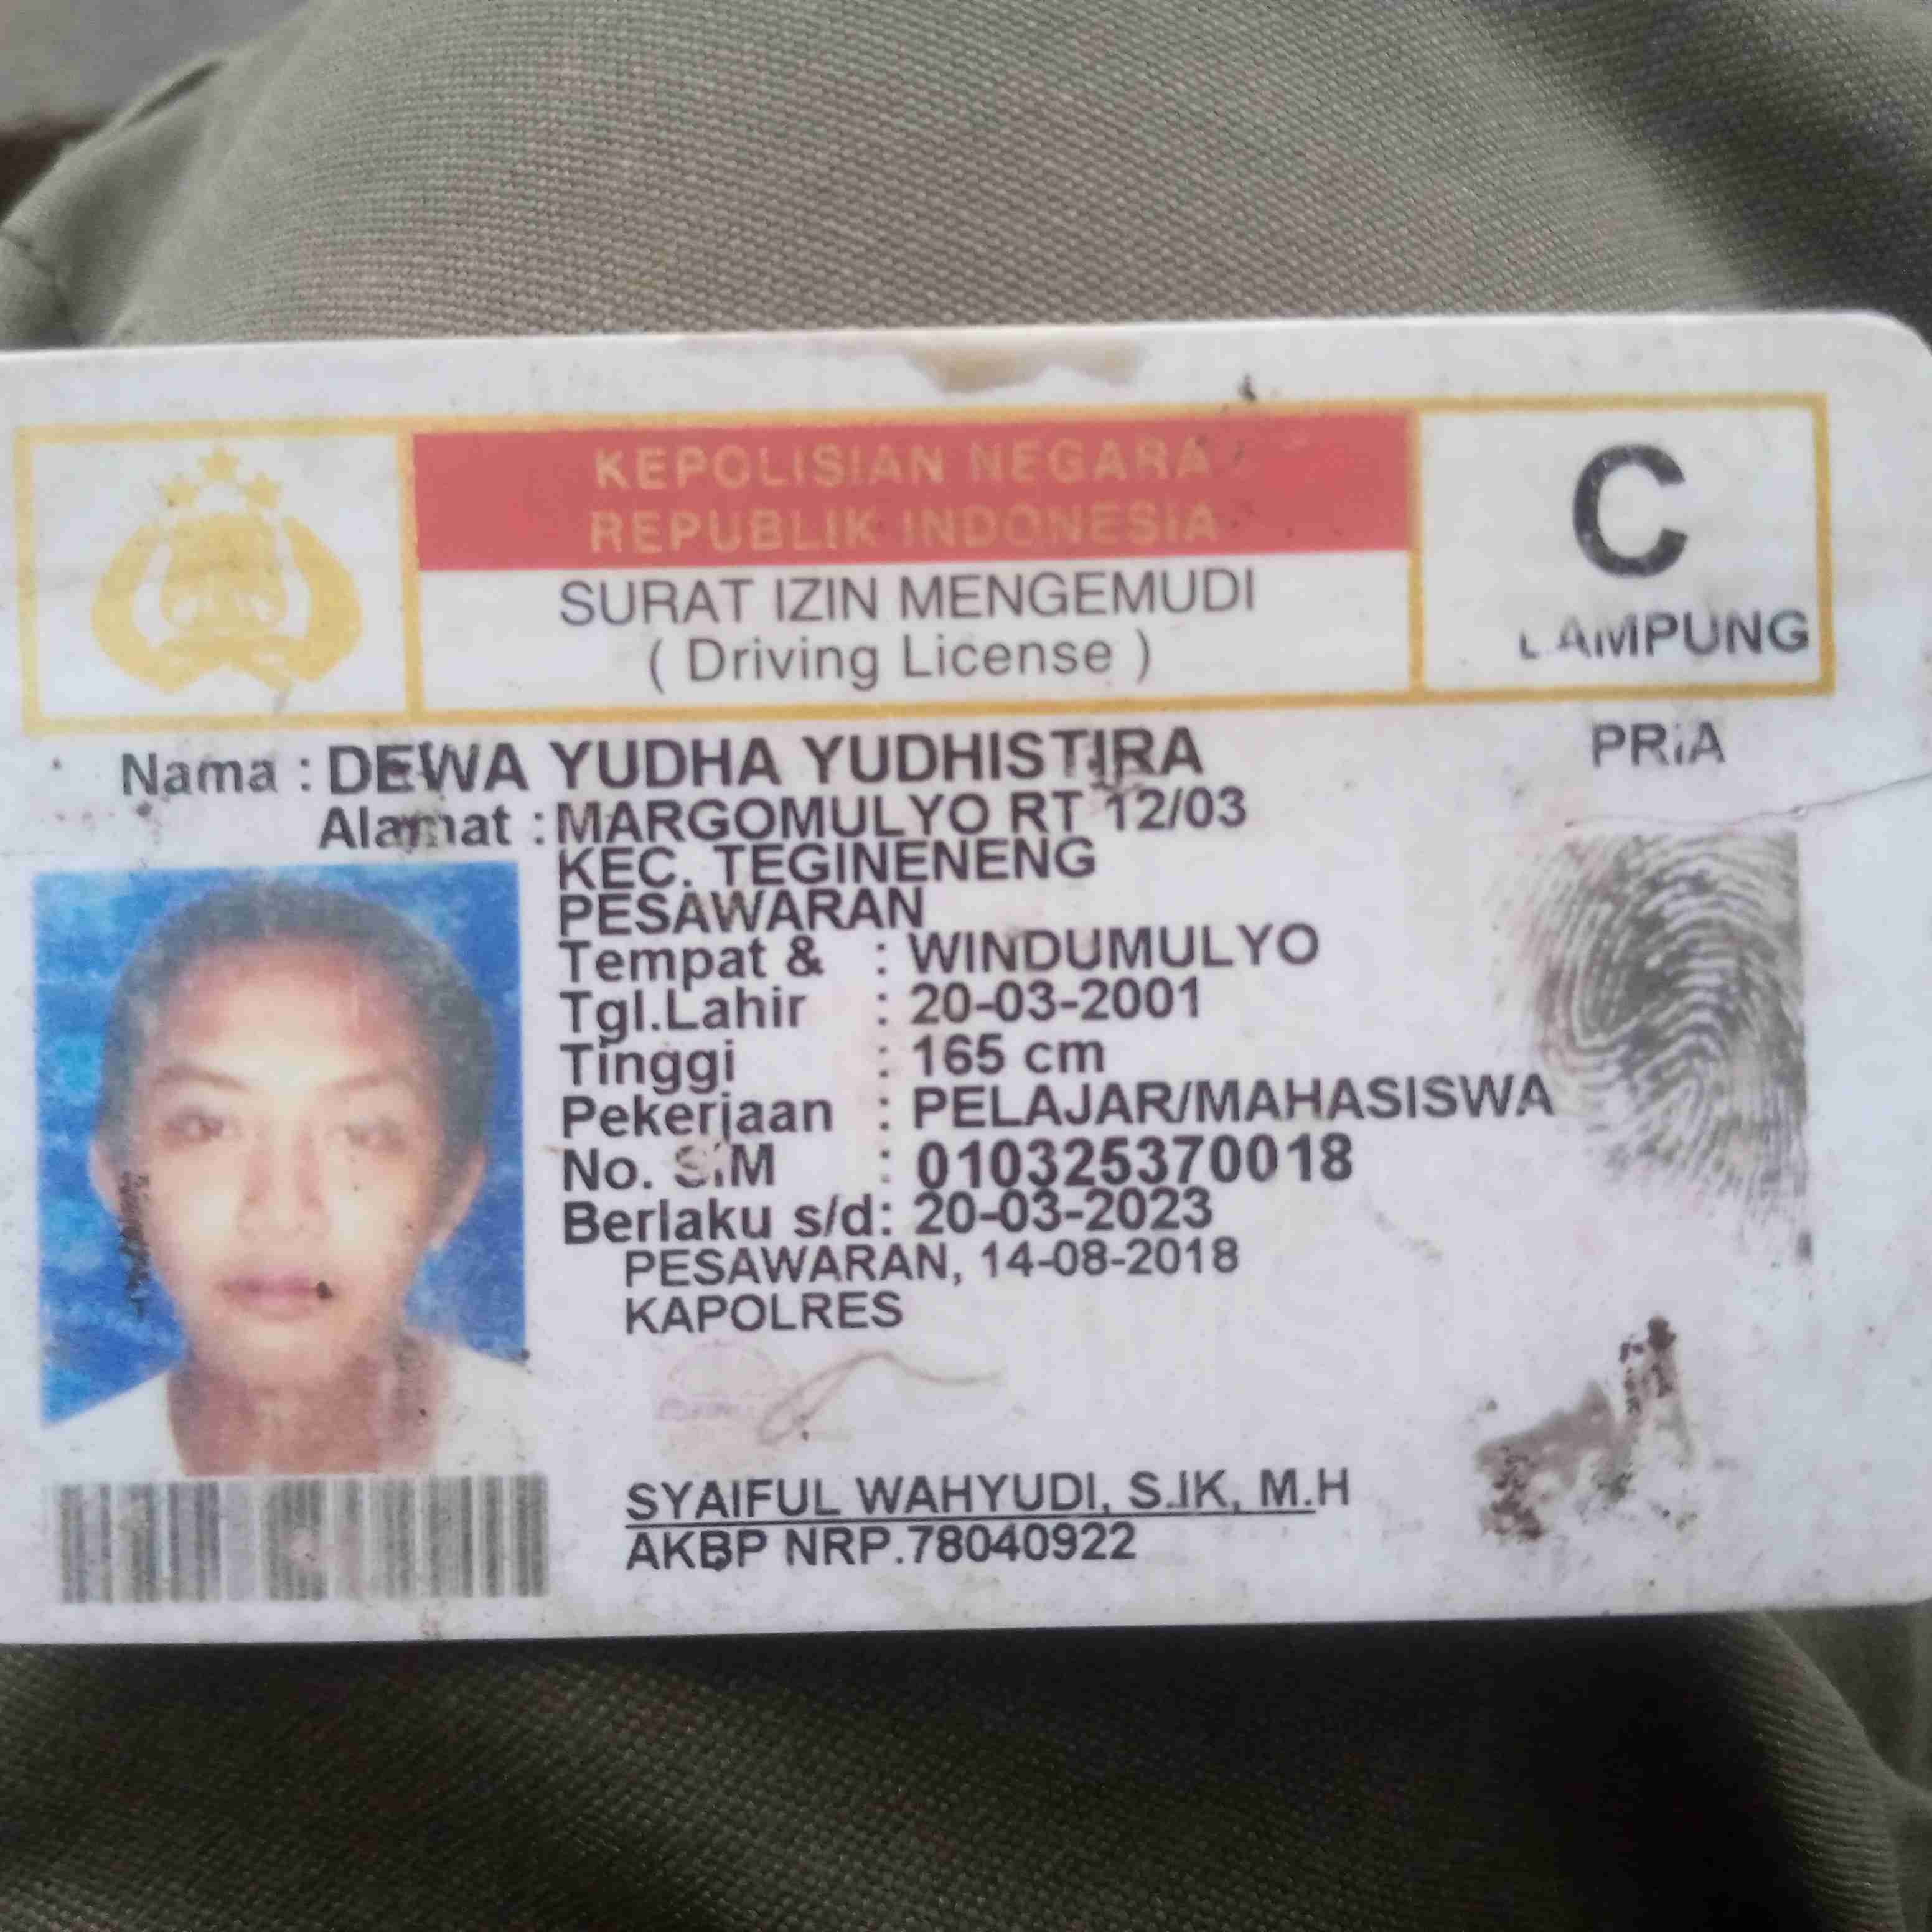 KEPOLISIAN NEGARA
REPUBLIK INDONESIA
SURAT IZIN MENGEMUDI
( Driving License )
C
LAMPUNG
PRiA
Nama : DEWA YUDHA YUDHISTIRA
Alamat : MARGOMULYO RT 12/03
KEC. TEGINENENG
PESAWARAN
Tempat & : WINDUMULYO
Tgl.Lahir : 20-03-2001
Tinggi : 165 cm
Pekerjaan : PELAJAR/MAHASISWA
No. SIM : 010325370018
Berlaku s/d: 20-03-2023
PESAWARAN, 14-08-2018
KAPOLRES
SYAIFUL WAHYUDI, S.IK, M.H
AKBP NRP.78040922